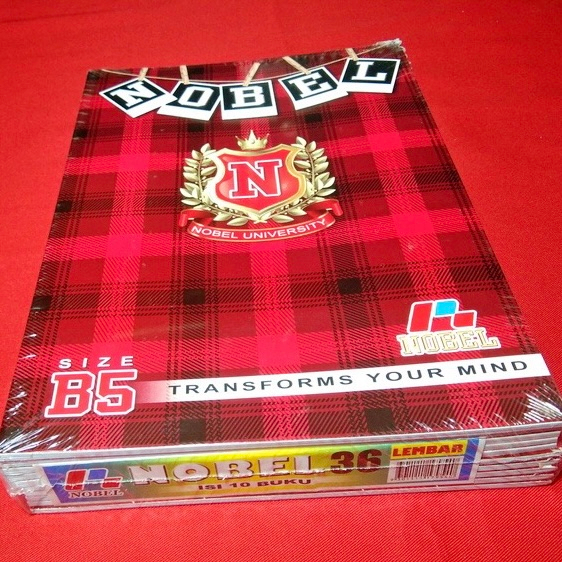 NOBEL
N
NOBEL UNIVERSITY
NOBEL
SIZE
B5
TRANSFORMS YOUR MIND
NOBEL
NOBEL 36 LEMBAR
ISI 10 BUKU